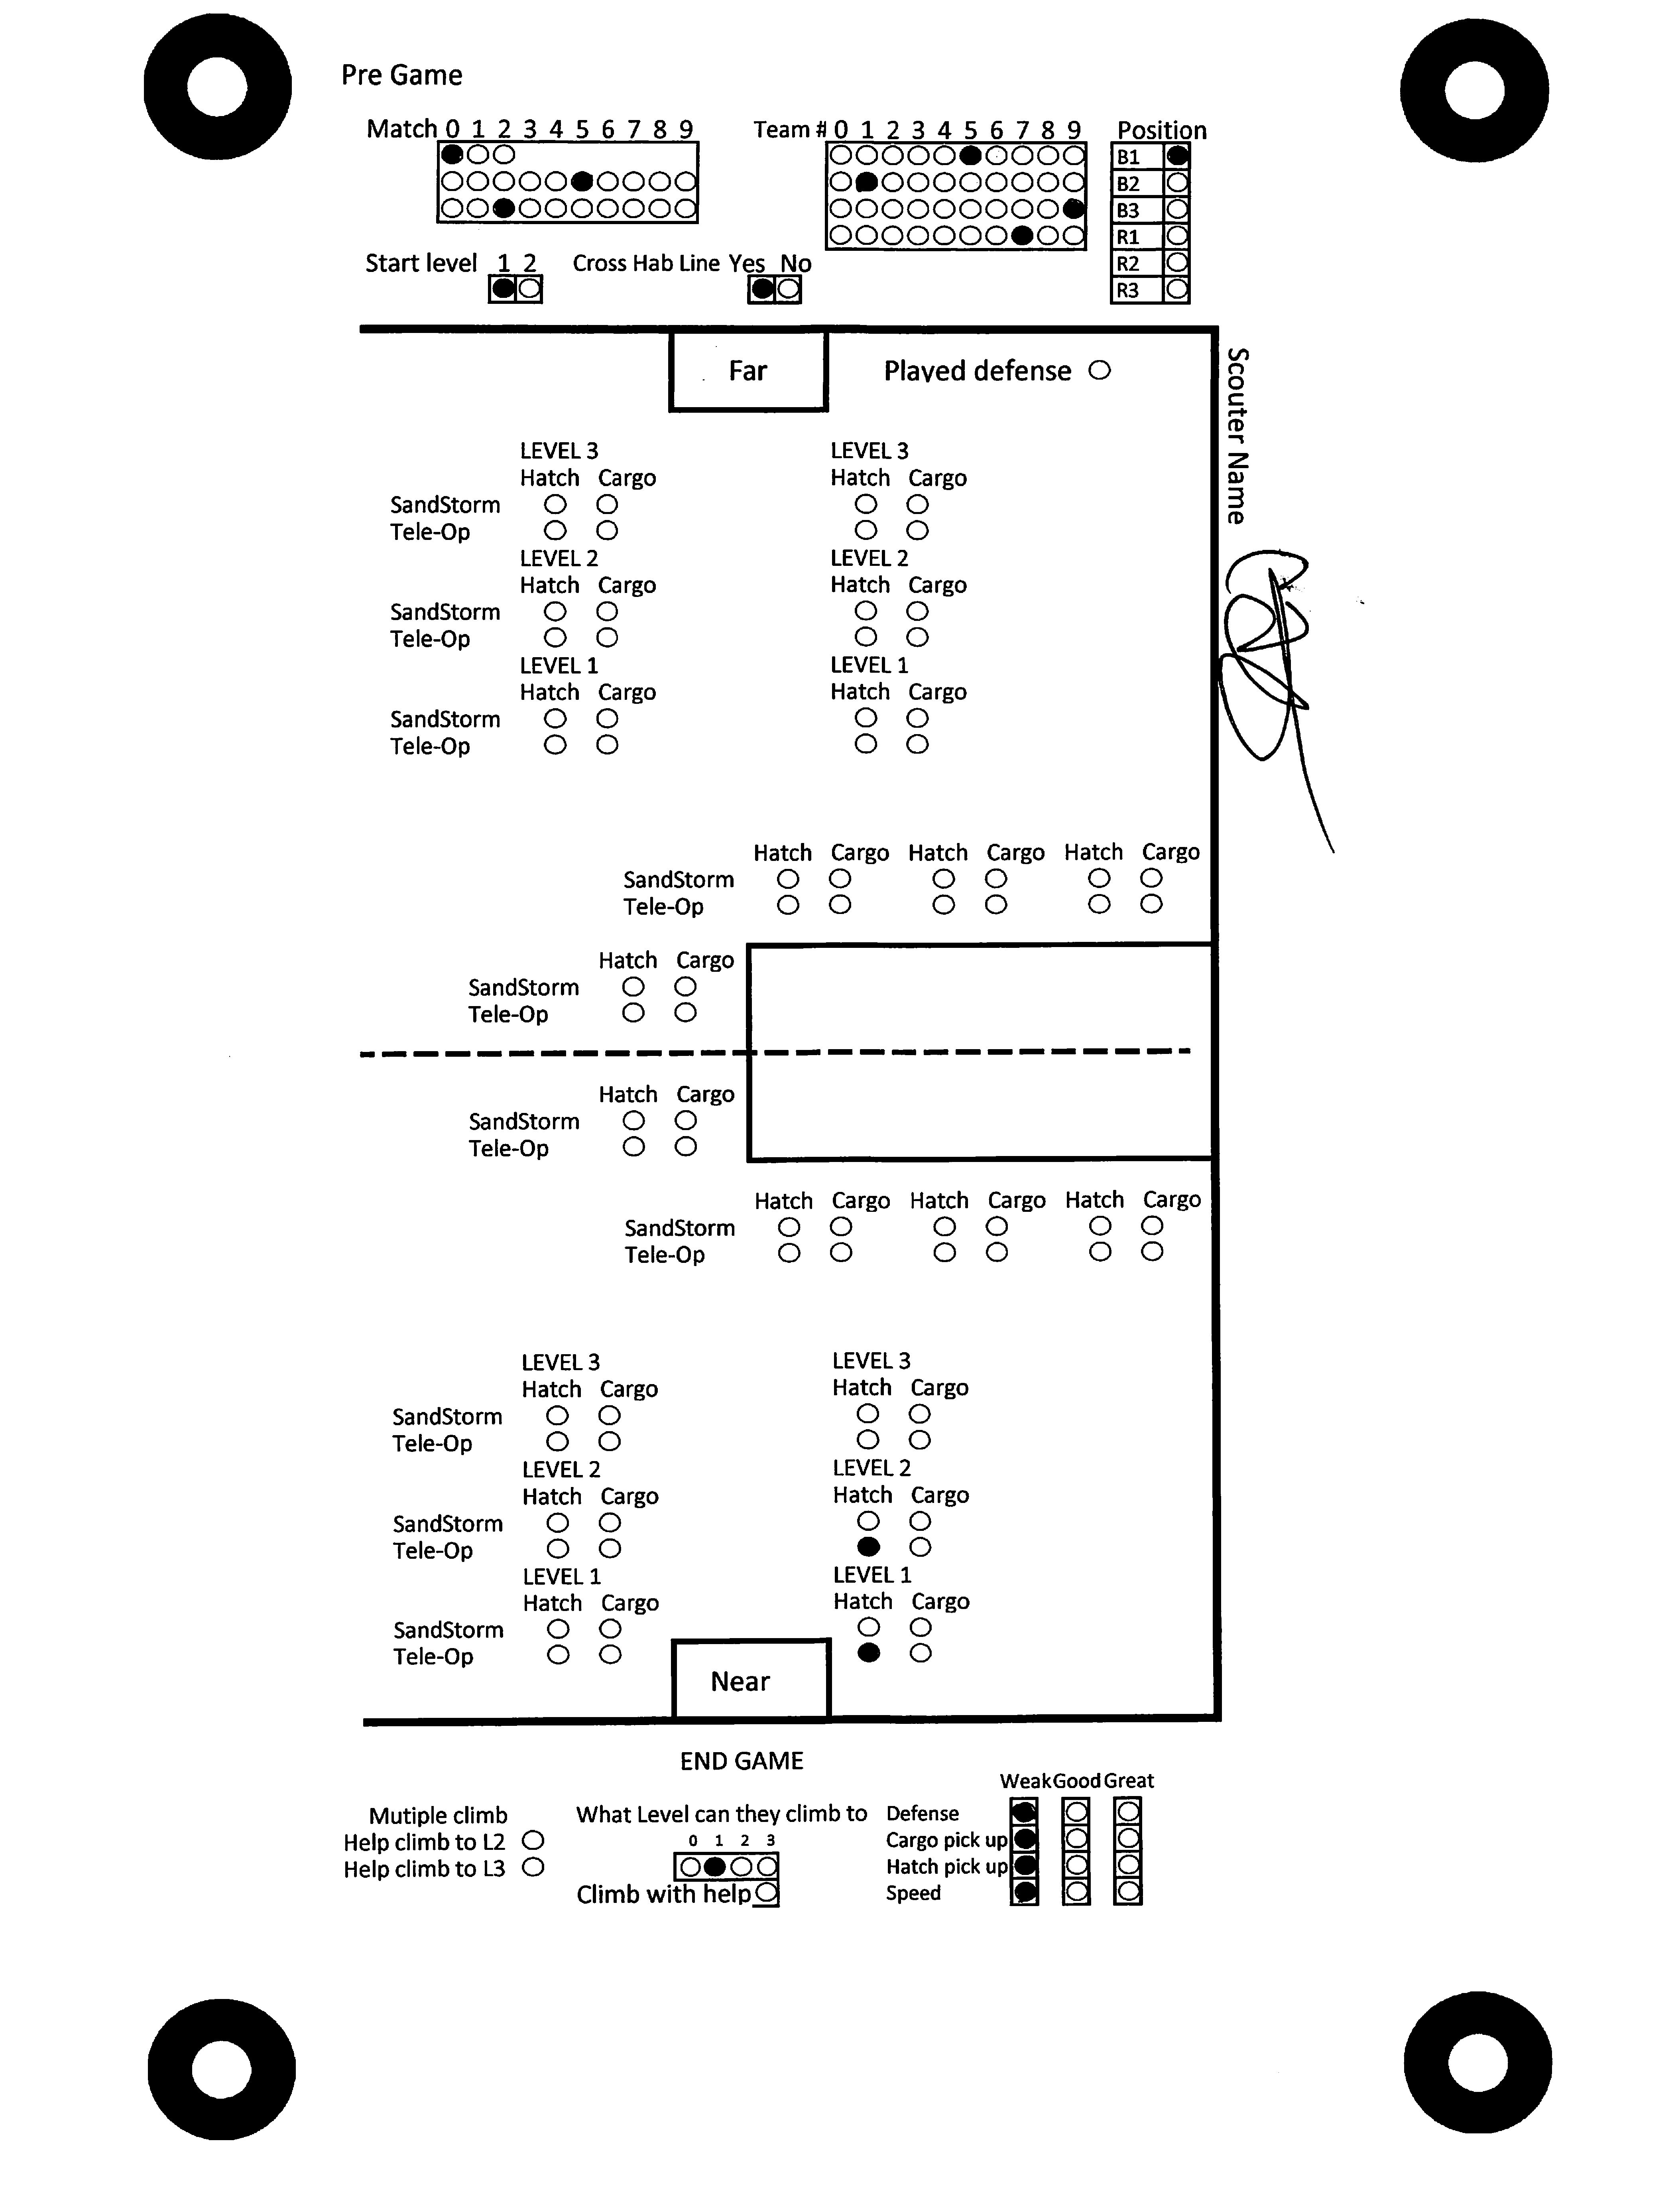 Pre Game
Match 0 1 2 3 4 5 6 7 8 9
Team # 0 1 2 3 4 5 6 7 8 9
Position
B1
B2
B3
R1
R2
R3
Start level 1 2
Cross Hab Line Yes No
Far
Played defense
Scouter Name
LEVEL 3 LEVEL 3
Hatch Cargo Hatch Cargo
SandStorm
Tele-Op
LEVEL 2 LEVEL 2
Hatch Cargo Hatch Cargo
SandStorm
Tele-Op
LEVEL 1 LEVEL 1
Hatch Cargo Hatch Cargo
SandStorm
Tele-Op
Hatch Cargo Hatch Cargo Hatch Cargo
SandStorm
Tele-Op
Hatch Cargo
SandStorm
Tele-Op
Hatch Cargo
SandStorm
Tele-Op
Hatch Cargo Hatch Cargo Hatch Cargo
SandStorm
Tele-Op
LEVEL 3 LEVEL 3
Hatch Cargo Hatch Cargo
SandStorm
Tele-Op
LEVEL 2 LEVEL 2
Hatch Cargo Hatch Cargo
SandStorm
Tele-Op
LEVEL 1 LEVEL 1
Hatch Cargo Hatch Cargo
SandStorm
Tele-Op
Near
END GAME
Mutiple climb
Help climb to L2
Help climb to L3
What Level can they climb to
0 1 2 3
Climb with help
Weak Good Great
Defense
Cargo pick up
Hatch pick up
Speed